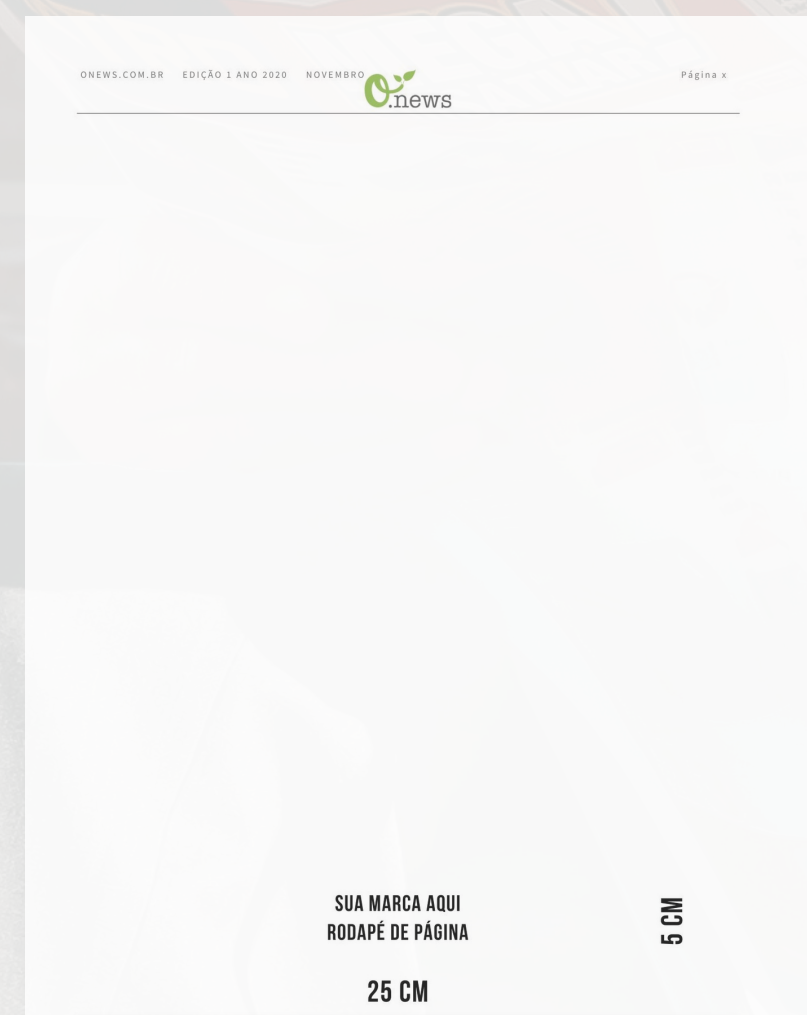 ONEWS.COM.BR EDIÇÃO 1 ANO 2020 NOVEMBRO O.news Página x
SUA MARCA AQUI
RODAPÉ DE PÁGINA
5 CM
25 CM